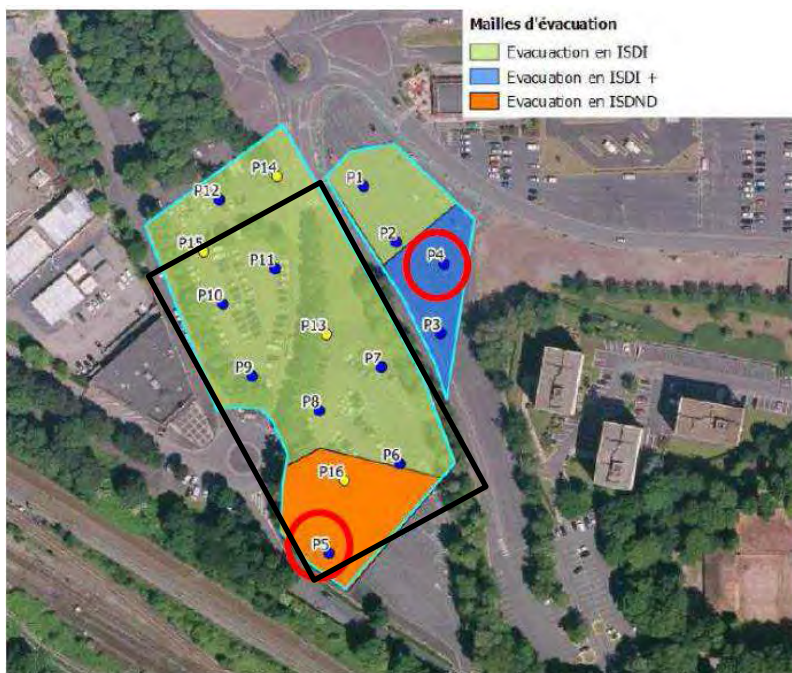 Mailles d'évacuation
Evacuaction en ISDI
Evacuation en ISDI +
Evacuation en ISDND
P14
P1
P12
P2
P15
P4
P11
P10
P3
P13
P7
P9
P8
P6
P16
P5